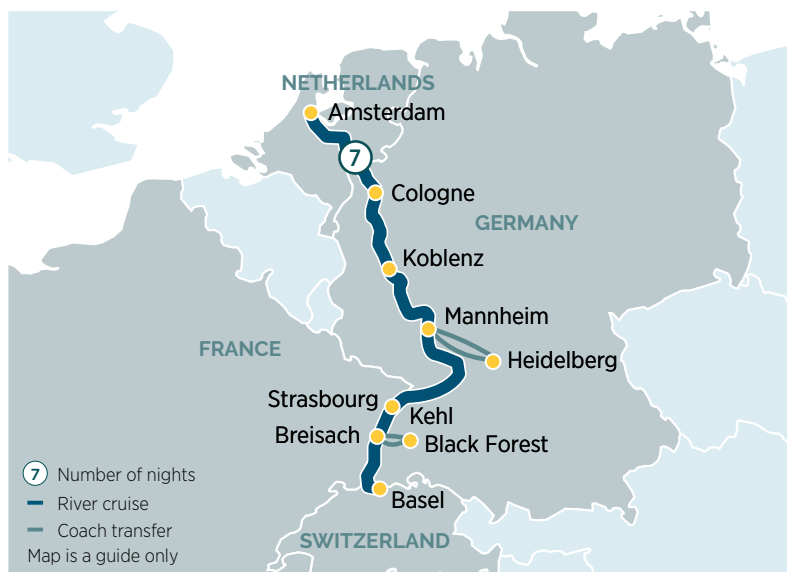 NETHERLANDS
Amsterdam
7
Cologne
GERMANY
Koblenz
Mannheim
FRANCE
Heidelberg
Strasbourg
Kehl
Breisach
Black Forest
7 Number of nights
Basel
River cruise
Coach transfer
SWITZERLAND
Map is a guide only